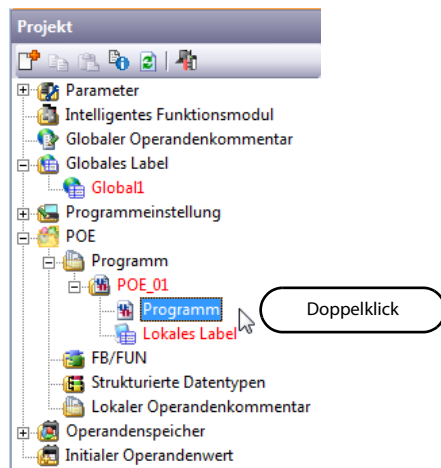 Projekt
Parameter
Intelligentes Funktionsmodul
Globaler Operandenkommentar
Globales Label
Global1
Programmeinstellung
POE
Programm
POE_01
Programm
Doppelklick
Lokales Label
FB/FUN
Strukturierte Datentypen
Lokaler Operandenkommentar
Operandenspeicher
Initialer Operandenwert